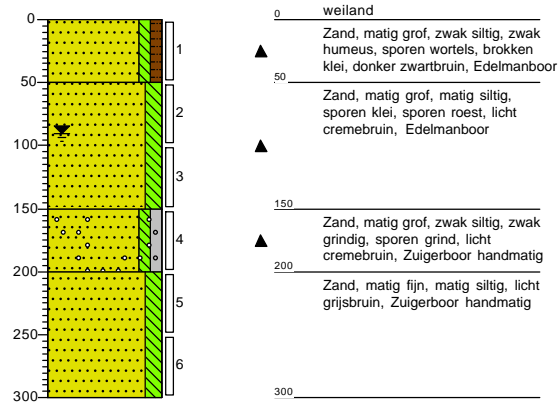 0
50
100
150
200
250
300
1
2
3
4
5
6
0
weiland
Zand, matig grof, zwak siltig, zwak
humeus, sporen wortels, brokken
klei, donker zwartbruin, Edelmanboor
50
Zand, matig grof, matig siltig,
sporen klei, sporen roest, licht
cremebruin, Edelmanboor
150
Zand, matig grof, zwak siltig, zwak
grindig, sporen grind, licht
cremebruin, Zuigerboor handmatig
200
Zand, matig fijn, matig siltig, licht
grijsbruin, Zuigerboor handmatig
300